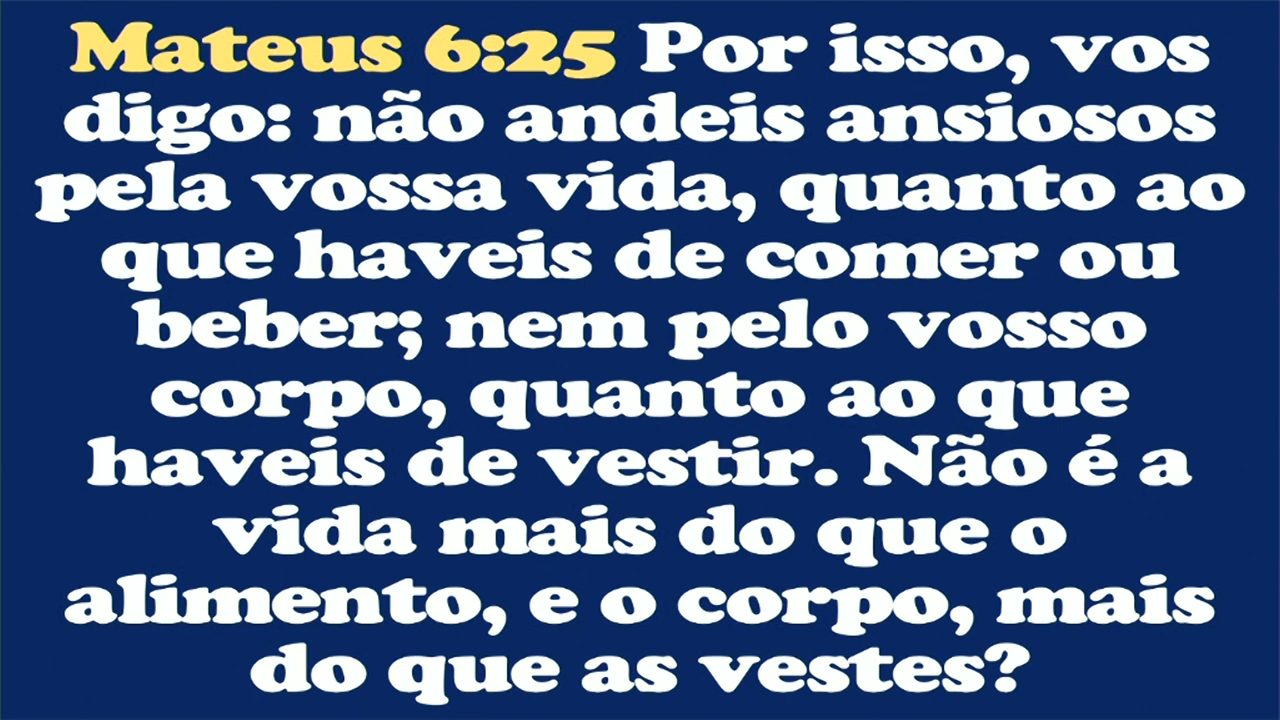 Mateus 6:25 Por isso, vos
digo: não andeis ansiosos
pela vossa vida, quanto ao
que haveis de comer ou
beber; nem pelo vosso
corpo, quanto ao que
haveis de vestir. Não é a
vida mais do que o
alimento, e o corpo, mais
do que as vestes?